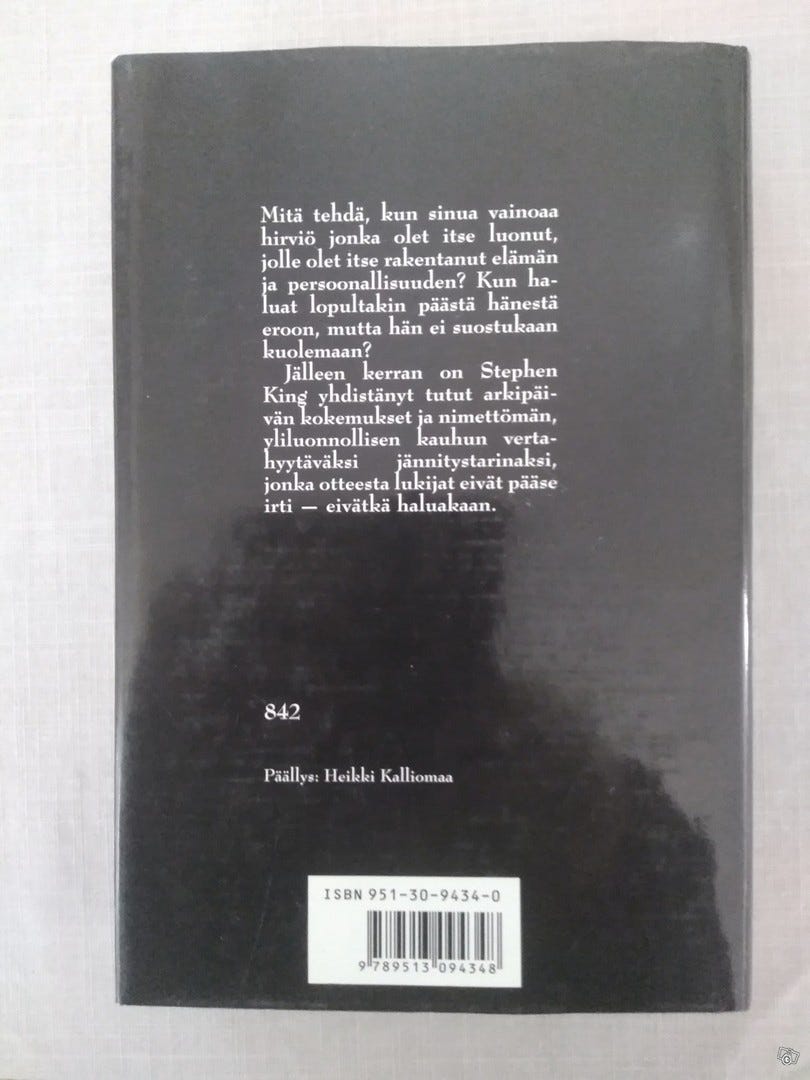 Mitä tehdä, kun sinua vainoaa
hirviö jonka olet itse luonut,
jolle olet itse rakentanut elämän
ja persoonallisuuden? Kun ha-
luat lopultakin päästä hänestä
eroon, mutta hän ei suostukaan
kuolemaan?
Jälleen kerran on Stephen
King yhdistänyt tutut arkipäi-
vän kokemukset ja nimettömän,
yliluonnollisen kauhun verta-
hyytäväksi jännitystarinaksi,
jonka otteesta lukijat eivät pääse
irti — eivätkä haluakaan.
842
Päällys: Heikki Kalliomaa
ISBN 951-30-9434-0
9 789513 094348